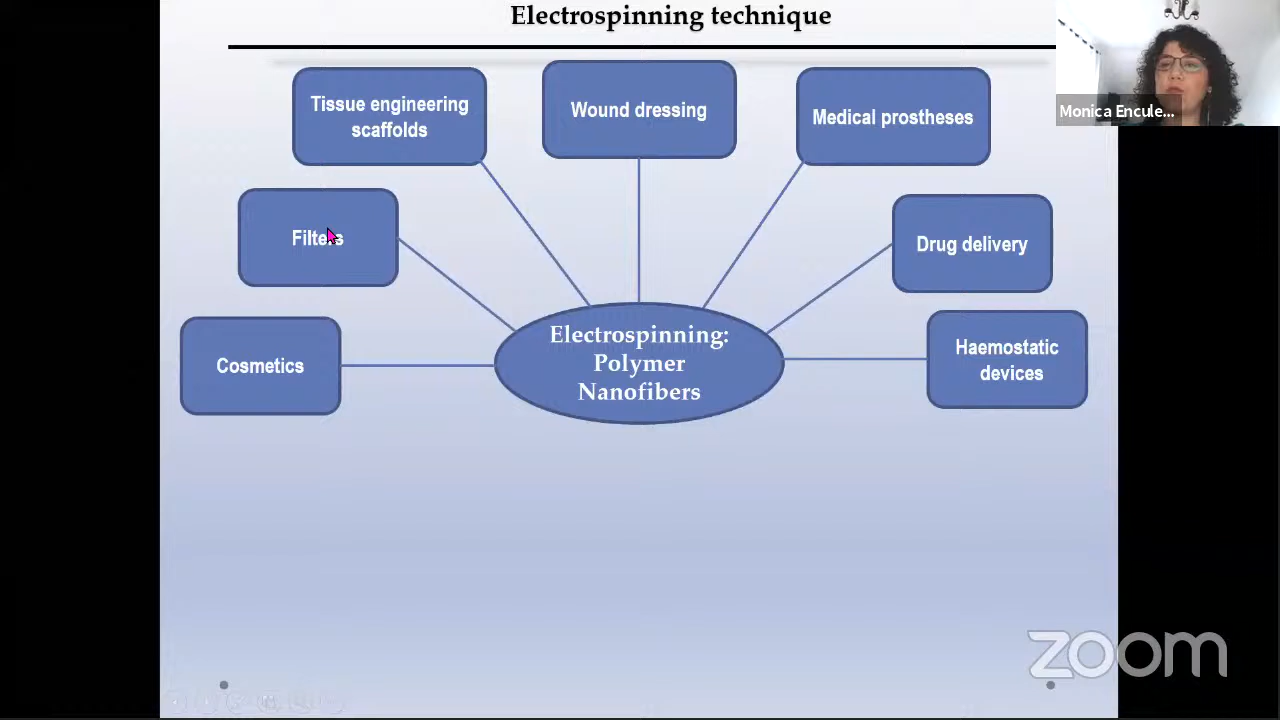 Electrospinning technique
Tissue engineering
scaffolds
Wound dressing
Medical prostheses
Filters
Drug delivery
Electrospinning:
Polymer
Nanofibers
Cosmetics
Haemostatic
devices
Monica Encule...
zoom